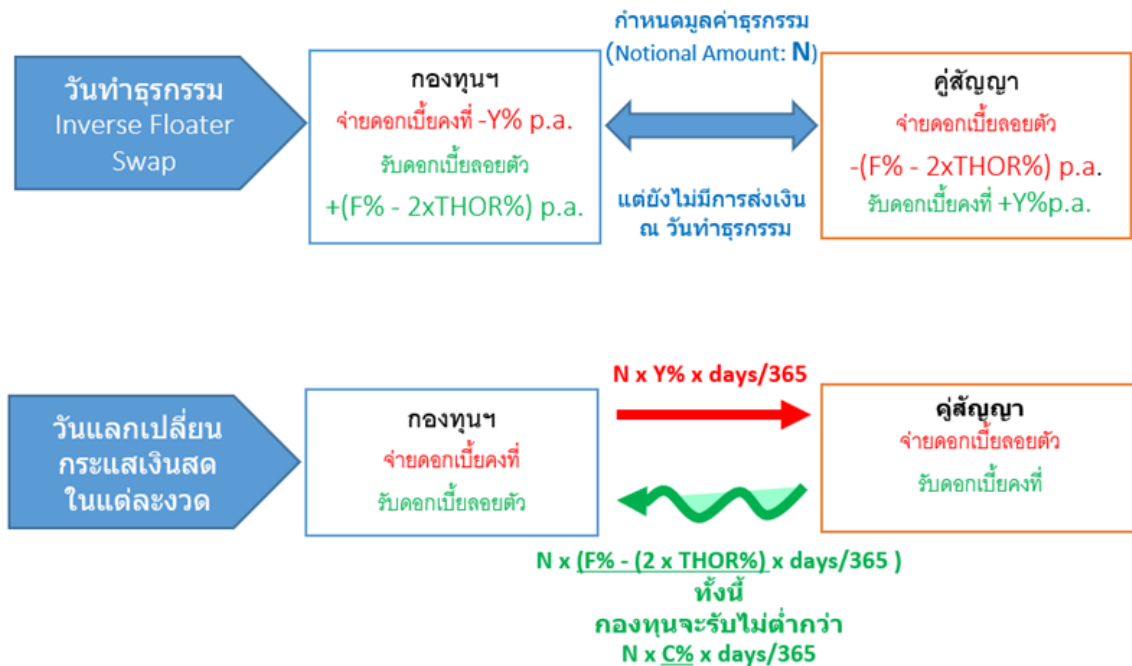 กำหนดมูลค่าธุรกรรม
(Notional Amount: N)
วันทำธุรกรรม
Inverse Floater
Swap
กองทุนฯ
จ่ายดอกเบี้ยคงที่ -Y% p.a.
รับดอกเบี้ยลอยตัว
+(F% - 2xTHOR%) p.a.
แต่ยังไม่มีการส่งเงิน
ณ วันทำธุรกรรม
คู่สัญญา
จ่ายดอกเบี้ยลอยตัว
-(F% - 2xTHOR%) p.a.
รับดอกเบี้ยคงที่ +Y%p.a.
วันแลกเปลี่ยน
กระแสเงินสด
ในแต่ละงวด
กองทุนฯ
จ่ายดอกเบี้ยคงที่
รับดอกเบี้ยลอยตัว
N x Y% x days/365
คู่สัญญา
จ่ายดอกเบี้ยลอยตัว
รับดอกเบี้ยคงที่
N x (F% - (2 x THOR%) x days/365 )
ทั้งนี้
กองทุนจะรับไม่ต่ำกว่า
N x C% x days/365